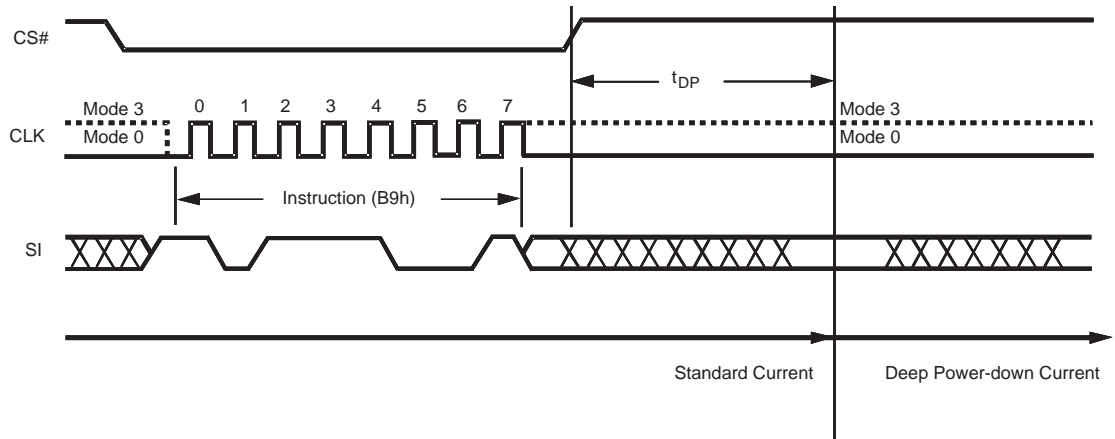 CS#
tDP
Mode 3 0 1 2 3 4 5 6 7 Mode 3
CLK Mode 0 Mode 0
Instruction (B9h)
SI
Standard Current Deep Power-down Current